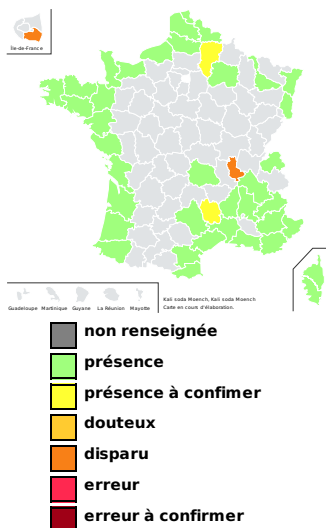 Île-de-France
Guadeloupe Martinique Guyane La Réunion Mayotte
Kali soda Moench, Kali soda Moench
Carte en cours d'élaboration.
non renseignée
présence
présence à confimer
douteux
disparu
erreur
erreur à confirmer